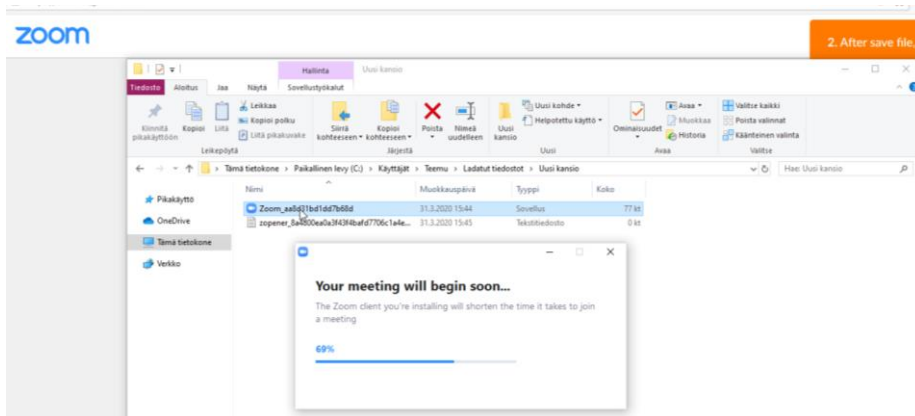 zoom
2. After save file,
Hallinta
Uusi kansio
Tiedosto Aloitus Jaa Näytä Sovellustyökalut
Kiinnitä pikakäyttöön
Kopioi
Liitä
Leikkaa
Kopioi polku
Liitä pikakuvake
Siirrä kohteeseen
Kopioi kohteeseen
Poista
Nimeä uudelleen
Uusi kansio
Uusi kohde
Helpotettu käyttö
Ominaisuudet
Avaa
Muokkaa
Historia
Valitse kaikki
Poista valinnat
Käänteinen valinta
Leikepöytä Järjestä Uusi Avaa Valitse
Tämä tietokone > Paikallinen levy (C:) > Käyttäjät > Teemu > Ladatut tiedostot > Uusi kansio
Hae: Uusi kansio
Nimi Muokkauspäivä Tyyppi Koko
Pikakäyttö
OneDrive
Tämä tietokone
Verkko
31.3.2020 15:44 Sovellus 77 kt
31.3.2020 15:45 Tekstitiedosto 0 kt
Your meeting will begin soon...
The Zoom client you're installing will shorten the time it takes to join
a meeting
69%